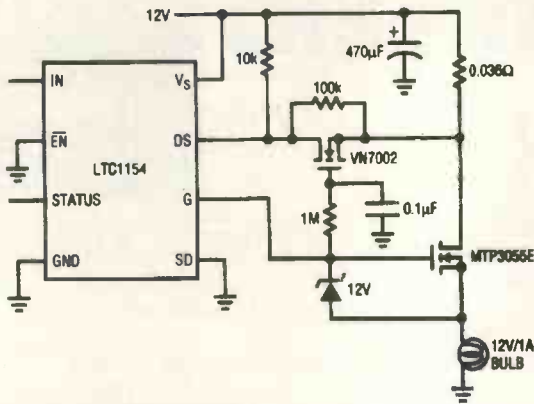 12V
470µF
+
10k
0.036Ω
IN
VS
100k
EN
DS
VN7002
LTC1154
STATUS
G
0.1µF
1M
MTP3055E
GND
SD
12V
12V/1A
BULB